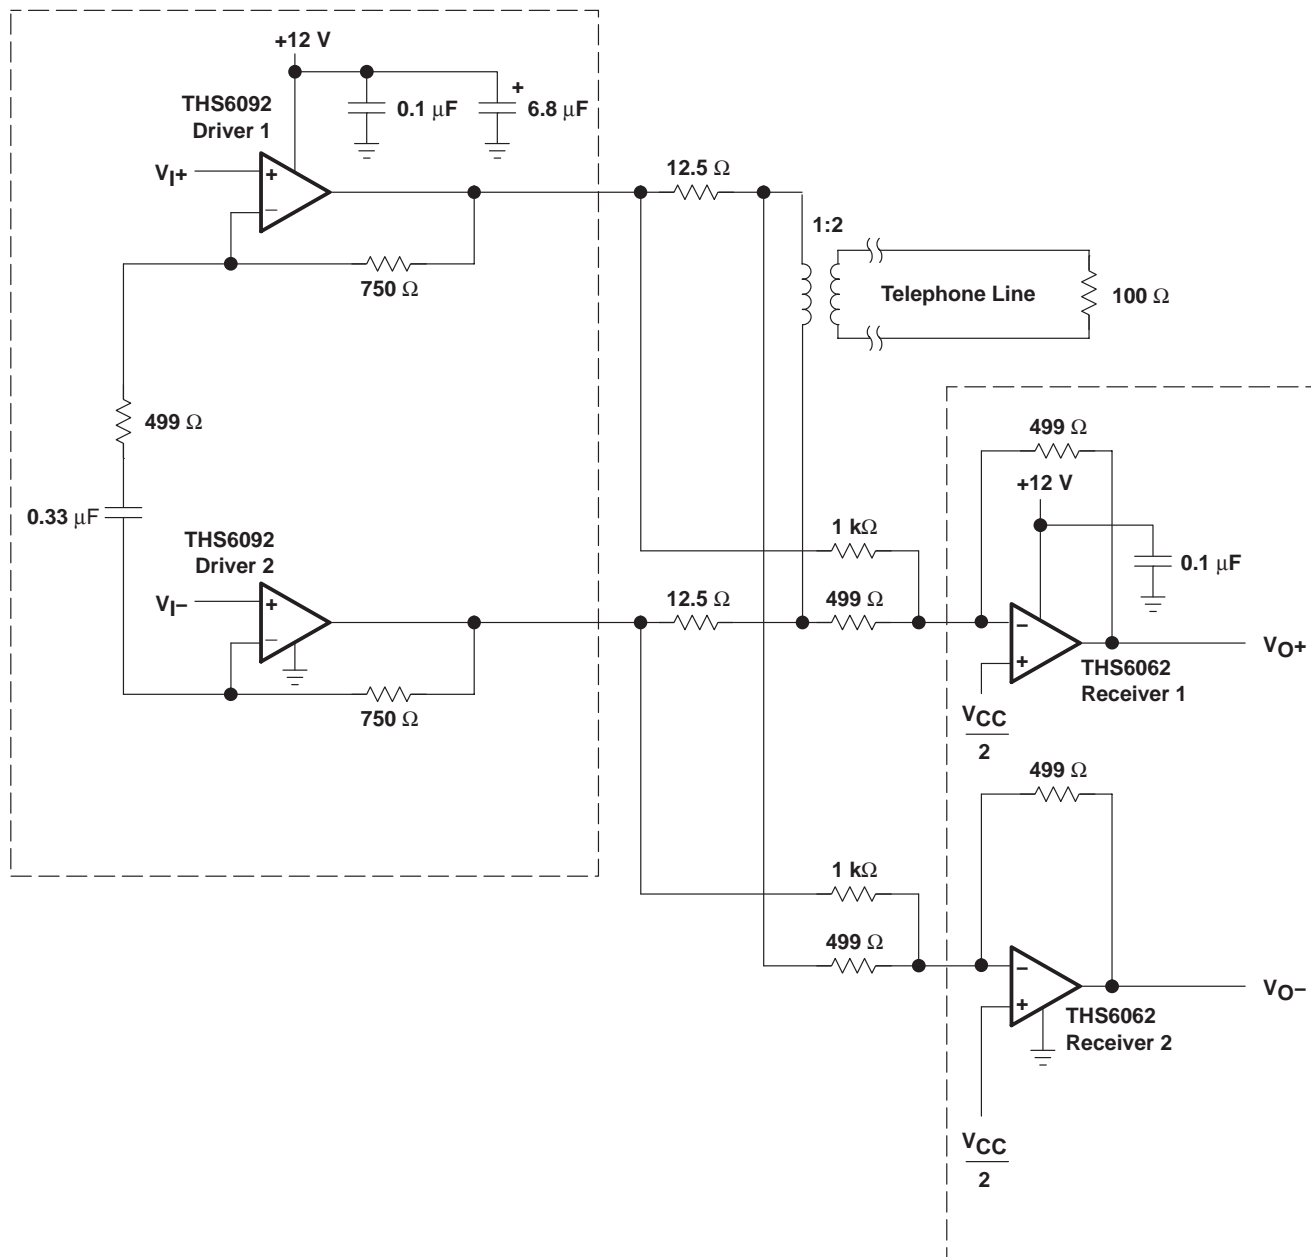 +12 V
THS6092
Driver 1
0.1 μF
+
6.8 μF
VI+
+
−
12.5 Ω
750 Ω
1:2
Telephone Line
100 Ω
499 Ω
499 Ω
+12 V
0.33 μF
THS6092
Driver 2
1 kΩ
0.1 μF
VI−
+
−
12.5 Ω
499 Ω
−
+
VO+
THS6062
Receiver 1
750 Ω
VCC
2
499 Ω
1 kΩ
499 Ω
−
+
VO−
THS6062
Receiver 2
VCC
2